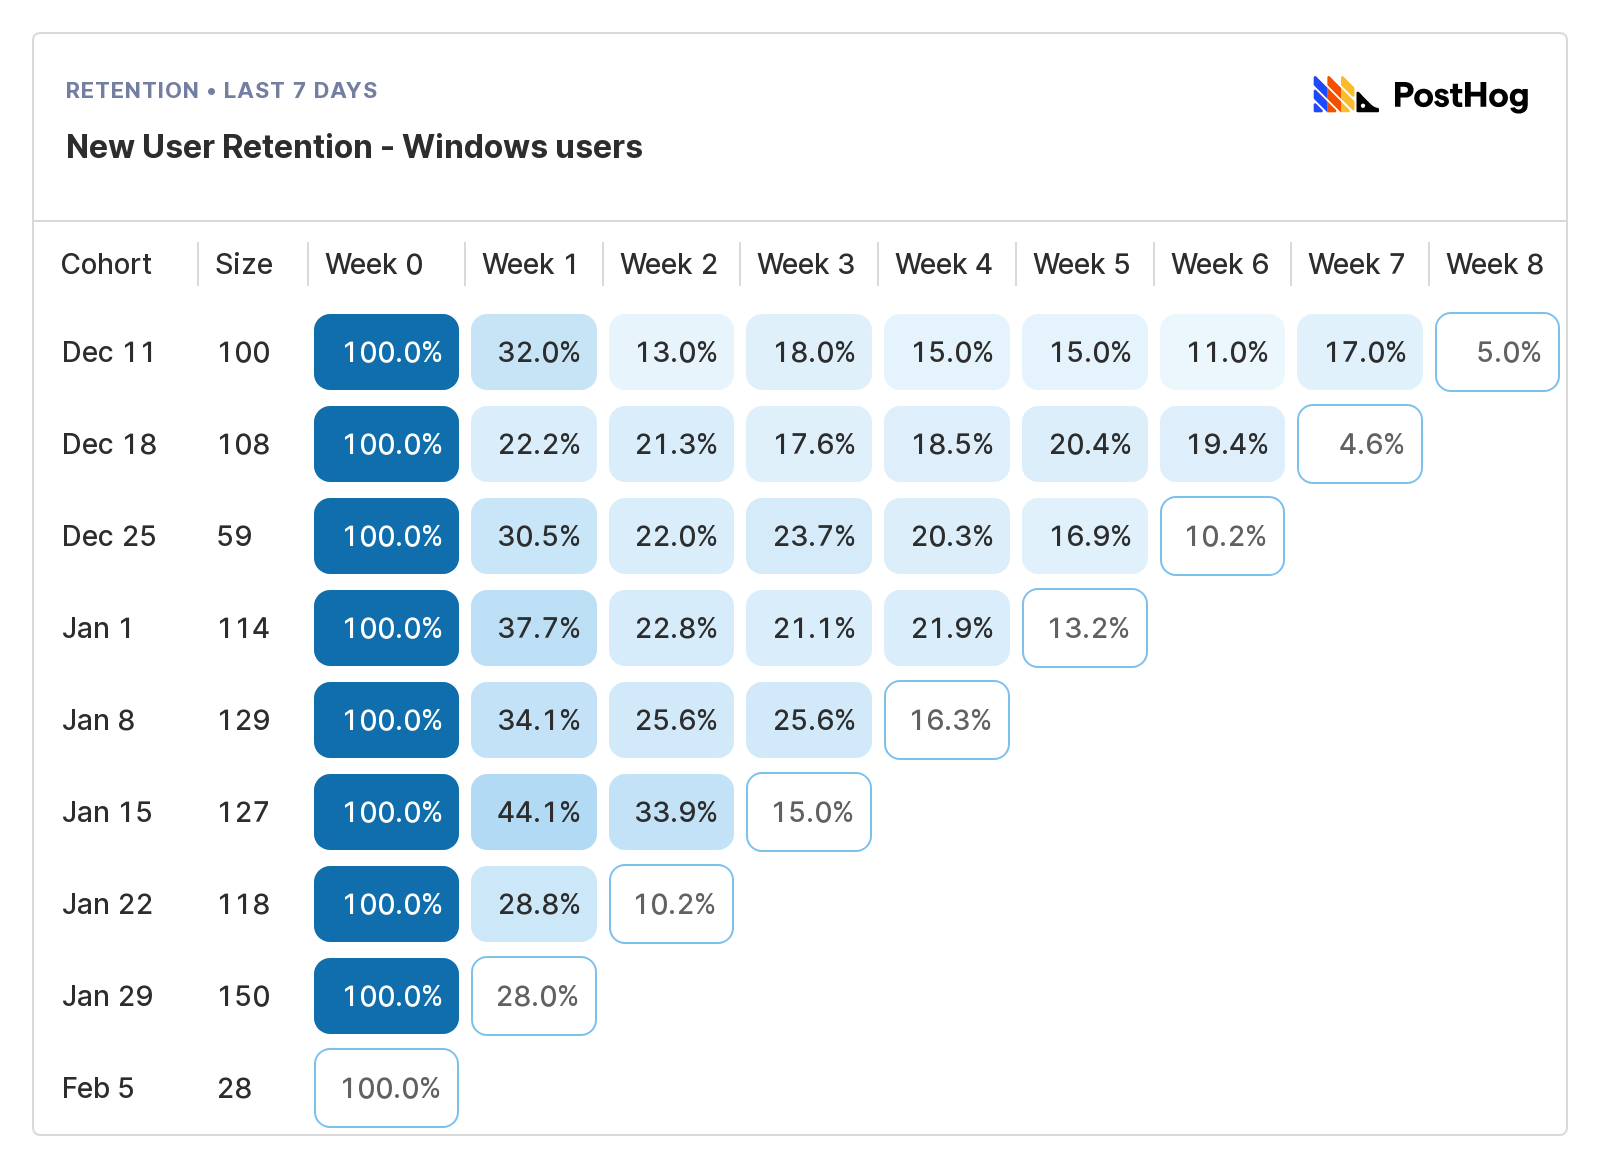 RETENTION • LAST 7 DAYS
PostHog
New User Retention - Windows users
Cohort Size Week 0 Week 1 Week 2 Week 3 Week 4 Week 5 Week 6 Week 7 Week 8
Dec 11 100 100.0% 32.0% 13.0% 18.0% 15.0% 15.0% 11.0% 17.0% 5.0%
Dec 18 108 100.0% 22.2% 21.3% 17.6% 18.5% 20.4% 19.4% 4.6%
Dec 25 59 100.0% 30.5% 22.0% 23.7% 20.3% 16.9% 10.2%
Jan 1 114 100.0% 37.7% 22.8% 21.1% 21.9% 13.2%
Jan 8 129 100.0% 34.1% 25.6% 25.6% 16.3%
Jan 15 127 100.0% 44.1% 33.9% 15.0%
Jan 22 118 100.0% 28.8% 10.2%
Jan 29 150 100.0% 28.0%
Feb 5 28 100.0%